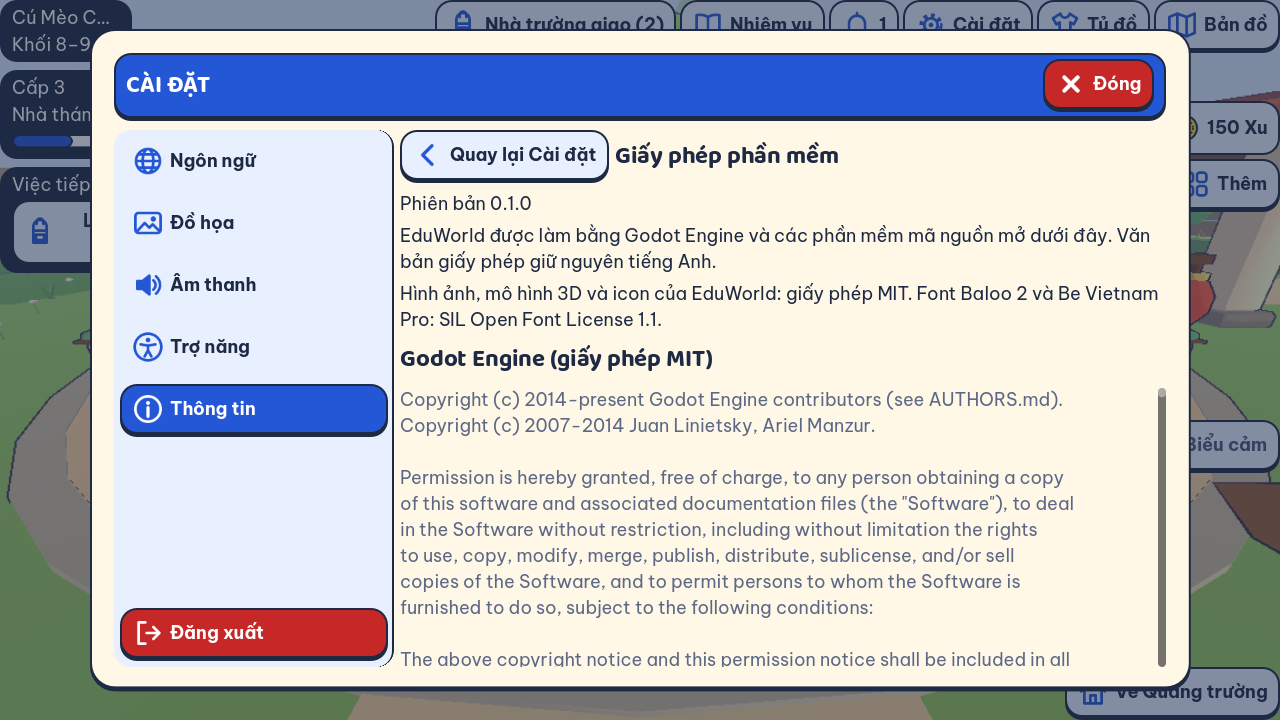 Cú Mèo C...
Khối 8-9
Nhà trường giao (2)
Nhiệm vụ
1
Cài đặt
Tủ đồ
Bản đồ
Cấp 3
Nhà thán
150 Xu
Thêm
Việc tiếp
CÀI ĐẶT
Đóng
Ngôn ngữ
Đồ họa
Âm thanh
Trợ năng
Thông tin
Đăng xuất
Quay lại Cài đặt
Giấy phép phần mềm
Phiên bản 0.1.0
EduWorld được làm bằng Godot Engine và các phần mềm mã nguồn mở dưới đây. Văn
bản giấy phép giữ nguyên tiếng Anh.
Hình ảnh, mô hình 3D và icon của EduWorld: giấy phép MIT. Font Baloo 2 và Be Vietnam
Pro: SIL Open Font License 1.1.
Godot Engine (giấy phép MIT)
Copyright (c) 2014-present Godot Engine contributors (see AUTHORS.md).
Copyright (c) 2007-2014 Juan Linietsky, Ariel Manzur.
Permission is hereby granted, free of charge, to any person obtaining a copy
of this software and associated documentation files (the "Software"), to deal
in the Software without restriction, including without limitation the rights
to use, copy, modify, merge, publish, distribute, sublicense, and/or sell
copies of the Software, and to permit persons to whom the Software is
furnished to do so, subject to the following conditions:
The above copyright notice and this permission notice shall be included in all
Biểu cảm
Về Quảng trường